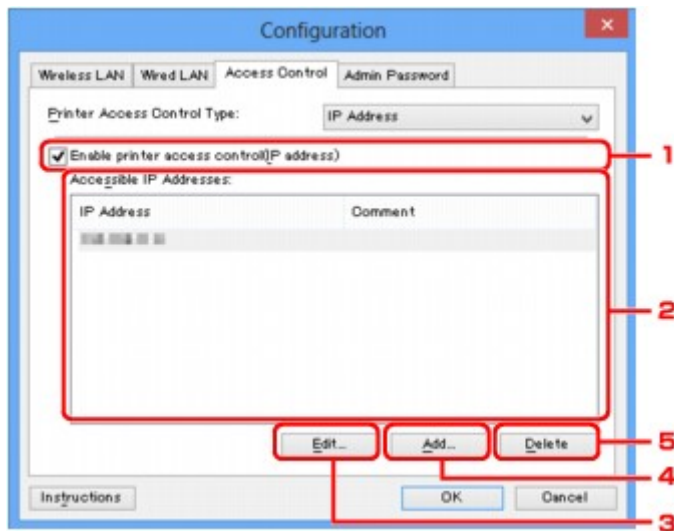 Configuration
Wireless LAN Wired LAN Access Control Admin Password
Printer Access Control Type: IP Address
Enable printer access control(IP address) 1
Accessible IP Addresses:
IP Address Comment
2
Edit... Add... Delete 5
4
Instructions OK Cancel
3